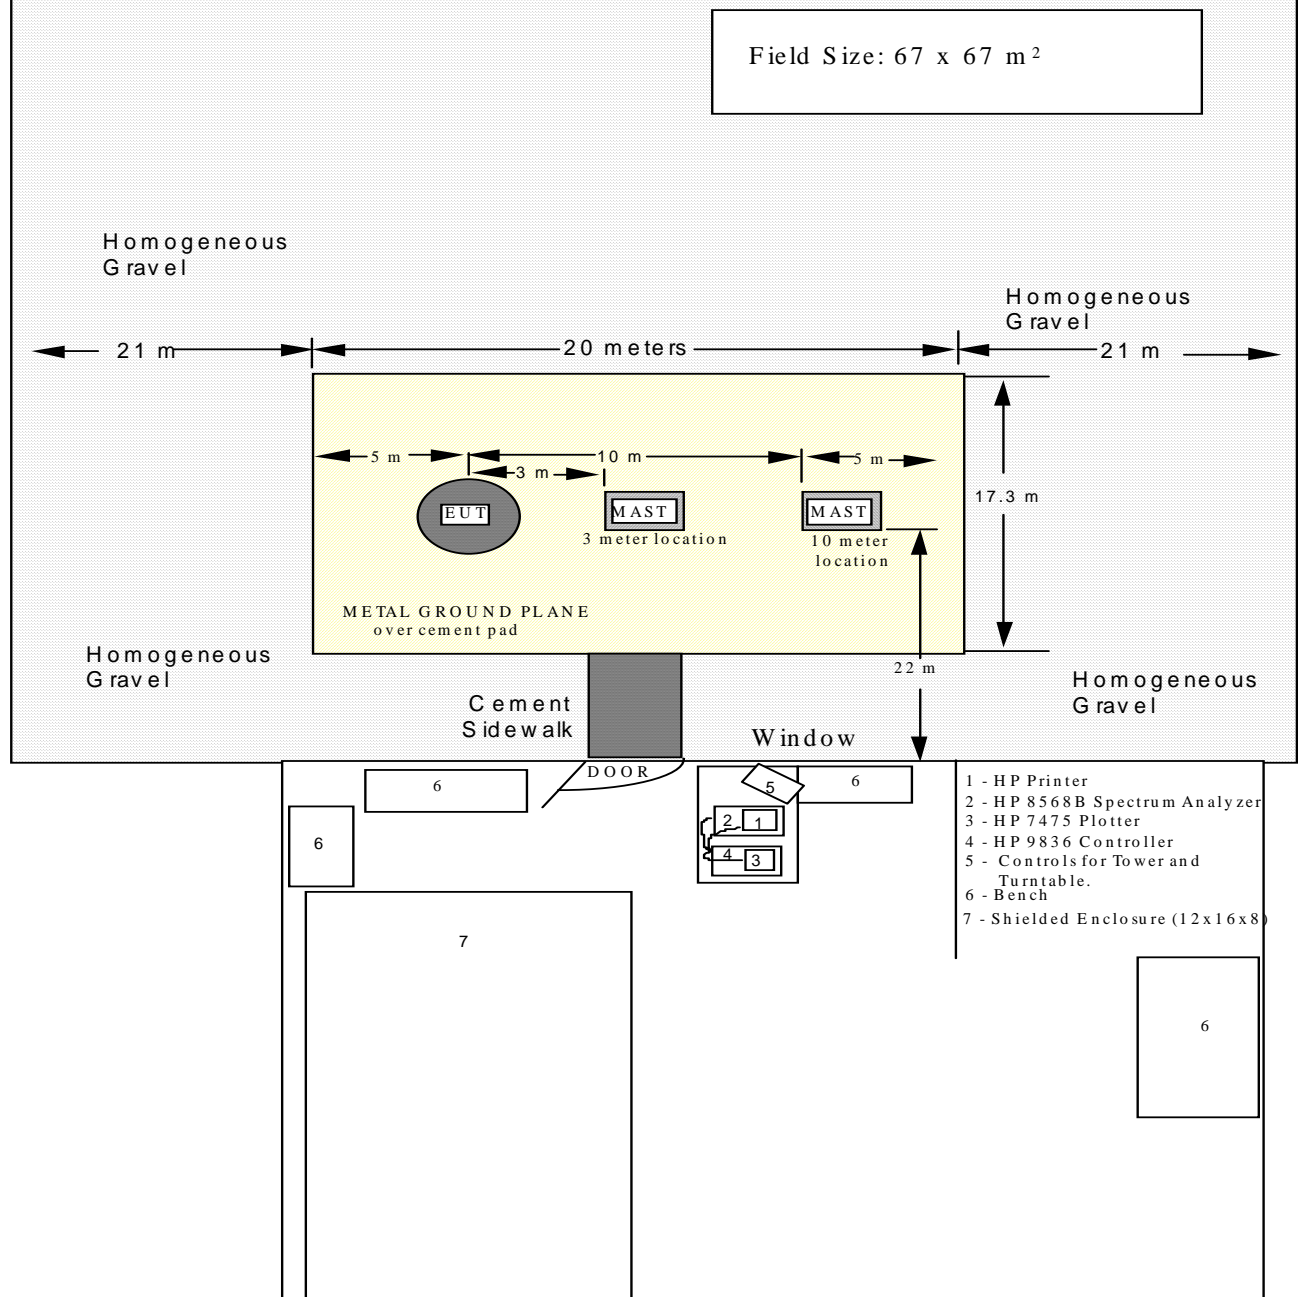 Field Size: 67 x 67 m²
Homogeneous
Gravel
Homogeneous
Gravel
21 m
20 meters
21 m
5 m
10 m
5 m
3 m
17.3 m
EUT
MAST
MAST
3 meter location
10 meter
location
METAL GROUND PLANE
over cement pad
Homogeneous
Gravel
22 m
Homogeneous
Gravel
Cement
Sidewalk
Window
DOOR
6
5
6
6
2
1
4
3
1 - HP Printer
2 - HP 8568B Spectrum Analyzer
3 - HP 7475 Plotter
4 - HP 9836 Controller
5 - Controls for Tower and
Turntable.
6 - Bench
7 - Shielded Enclosure (12x16x8)
7
6